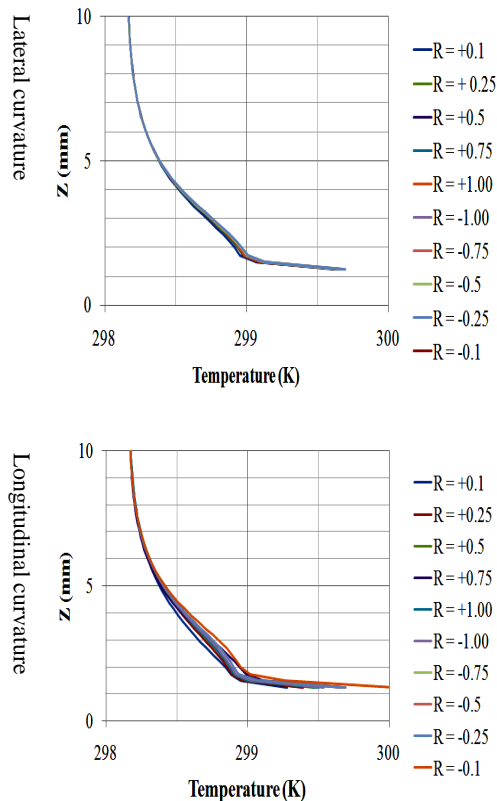 Lateral curvature
Z (mm)
10
5
0
298
299
300
Temperature (K)
R = +0.1
R = + 0.25
R = +0.5
R = +0.75
R = +1.00
R = -1.00
R = -0.75
R = -0.5
R = -0.25
R = -0.1
Longitudinal curvature
Z (mm)
10
5
0
298
299
300
Temperature (K)
R = +0.1
R = +0.25
R = +0.5
R = +0.75
R = +1.00
R = -1.00
R = -0.75
R = -0.5
R = -0.25
R = -0.1